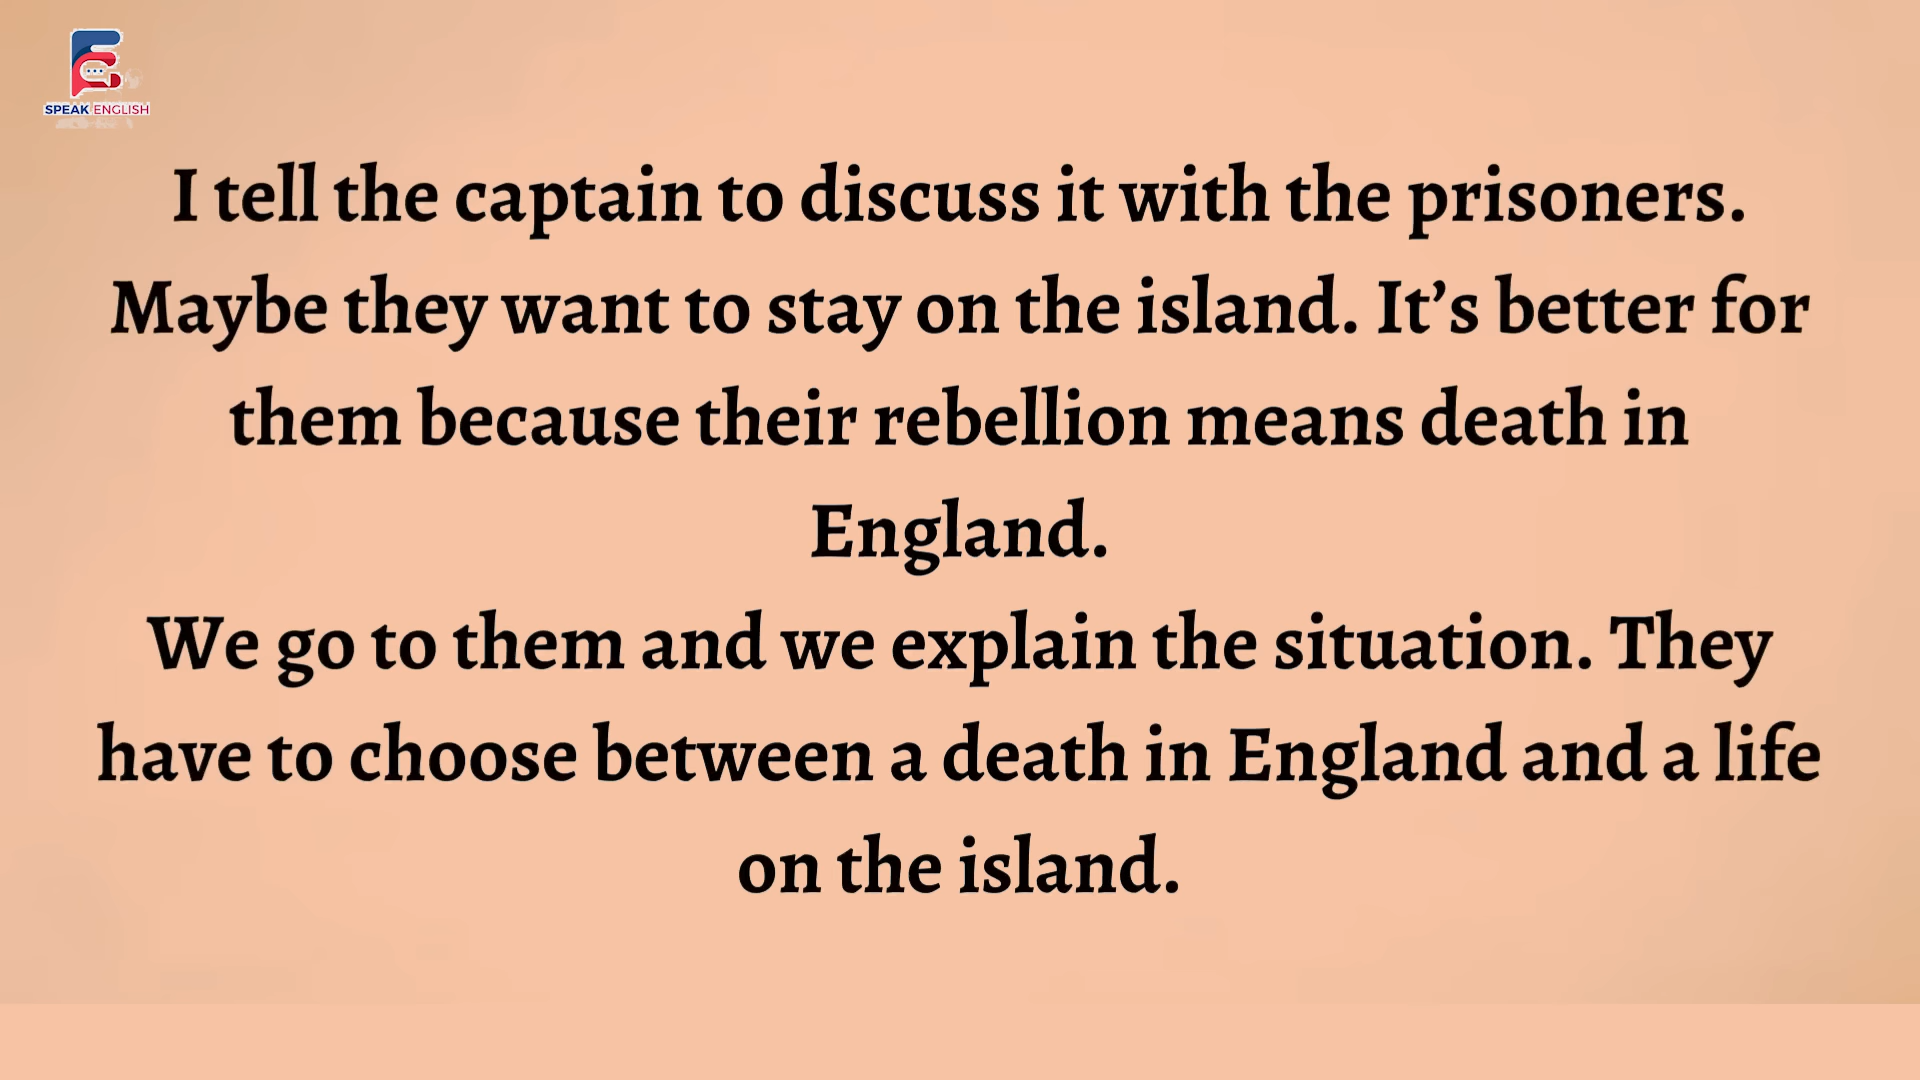 SPEAK ENGLISH
I tell the captain to discuss it with the prisoners.
Maybe they want to stay on the island. It’s better for
them because their rebellion means death in
England.
We go to them and we explain the situation. They
have to choose between a death in England and a life
on the island.